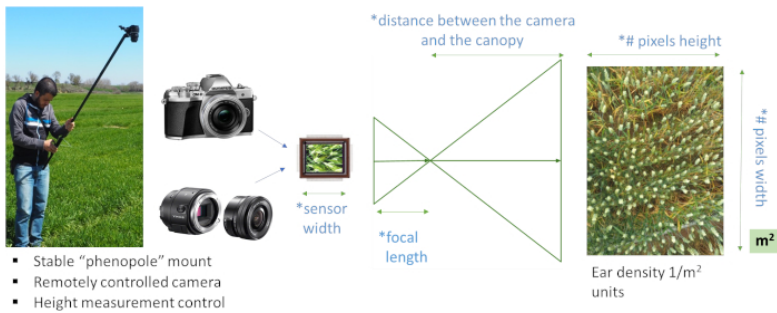 *distance between the camera
and the canopy
*# pixels height
*# pixels width
*sensor
width
*focal
length
m²
Ear density 1/m²
units
▪ Stable “phenopole” mount
▪ Remotely controlled camera
▪ Height measurement control